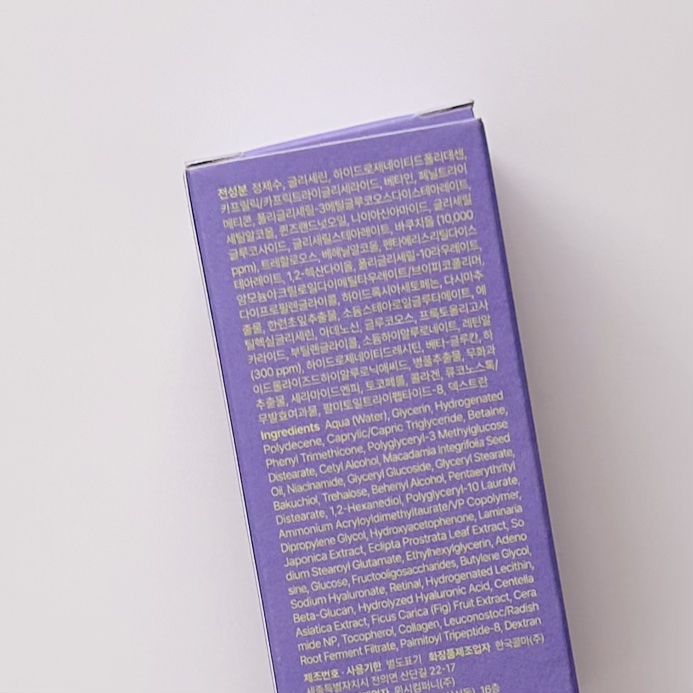 전성분 정제수, 글리세린, 하이드로제네이티드폴리데센,
카프릴릭/카프릭트라이글리세라이드, 베타인, 페닐트라이
메티콘, 폴리글리세릴-3메틸글루코오스다이스테아레이트,
세틸알코올, 퀸즈랜드넛오일, 나이아신아마이드, 글리세릴
글루코사이드, 글리세릴스테아레이트, 바쿠치올 (10,000
ppm), 트레할로오스, 베헤닐알코올, 펜타에리스리틸다이스
테아레이트, 1,2-헥산다이올, 폴리글리세릴-10라우레이트,
암모늄아크릴로일다이메틸타우레이트/브이피코폴리머,
다이프로필렌글라이콜, 하이드록시아세토페논, 다시마추
출물, 한련초잎추출물, 소듐스테아로일글루타메이트, 에
틸헥실글리세린, 아데노신, 글루코오스, 프룩토올리고사
카라이드, 부틸렌글라이콜, 소듐하이알루로네이트, 레틴알
(300 ppm), 하이드로제네이티드레시틴, 베타-글루칸, 하
이드롤라이즈드하이알루로닉애씨드, 병풀추출물, 무화과
추출물, 세라마이드엔피, 토코페롤, 콜라겐, 류코노스톡/
무발효여과물, 팔미토일트라이펩타이드-8, 덱스트란
Ingredients Aqua (Water), Glycerin, Hydrogenated
Polydecene, Caprylic/Capric Triglyceride, Betaine,
Phenyl Trimethicone, Polyglyceryl-3 Methylglucose
Distearate, Cetyl Alcohol, Macadamia Integrifolia Seed
Oil, Niacinamide, Glyceryl Glucoside, Glyceryl Stearate,
Bakuchiol, Trehalose, Behenyl Alcohol, Pentaerythrityl
Distearate, 1,2-Hexanediol, Polyglyceryl-10 Laurate,
Ammonium Acryloyldimethyltaurate/VP Copolymer,
Dipropylene Glycol, Hydroxyacetophenone, Laminaria
Japonica Extract, Eclipta Prostrata Leaf Extract, So
dium Stearoyl Glutamate, Ethylhexylglycerin, Adeno
sine, Glucose, Fructooligosaccharides, Butylene Glycol,
Sodium Hyaluronate, Retinal, Hydrogenated Lecithin,
Beta-Glucan, Hydrolyzed Hyaluronic Acid, Centella
Asiatica Extract, Ficus Carica (Fig) Fruit Extract, Cera
mide NP, Tocopherol, Collagen, Leuconostoc/Radish
Root Ferment Filtrate, Palmitoyl Tripeptide-8, Dextran
제조번호 · 사용기한 별도표기 화장품제조업자 한국콜마(주)
세종특별자치시 전의면 산단길 22-17